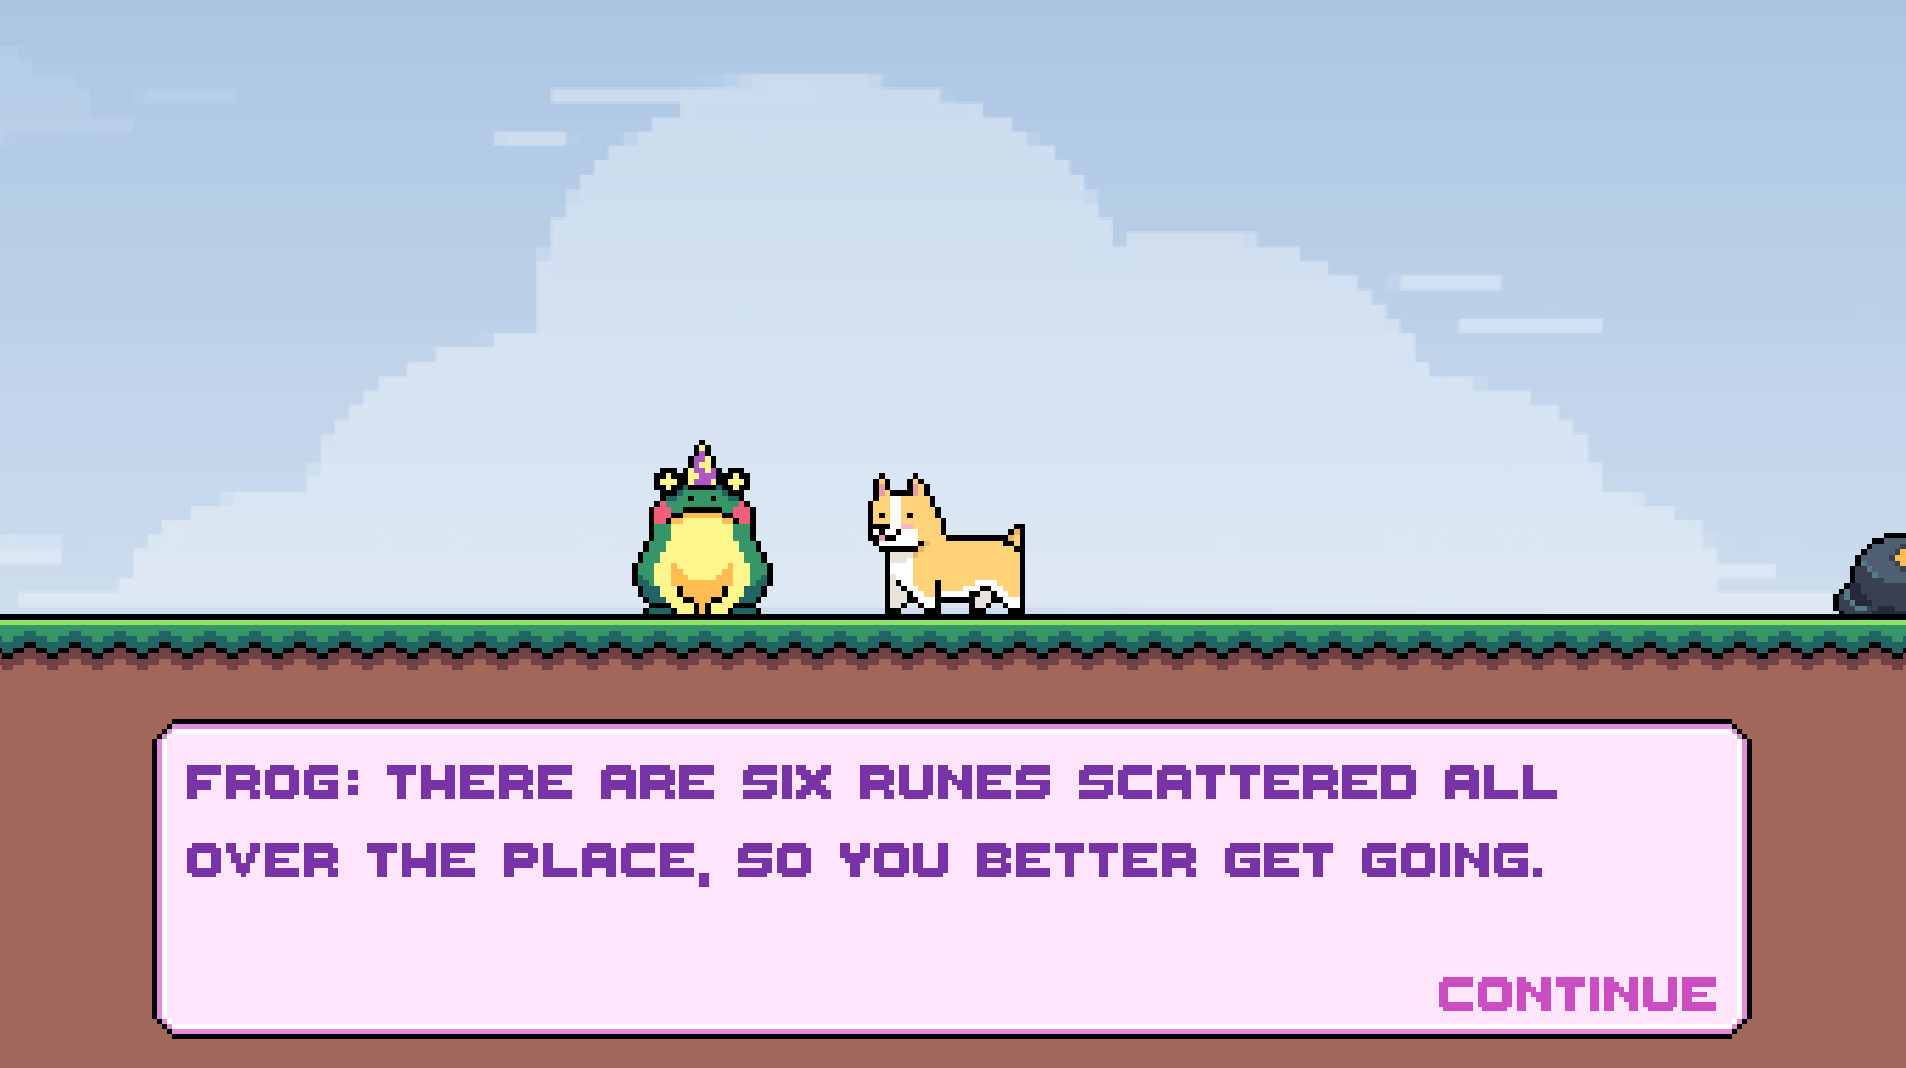 FROG: THERE ARE SIX RUNES SCATTERED ALL
OVER THE PLACE, SO YOU BETTER GET GOING.
CONTINUE